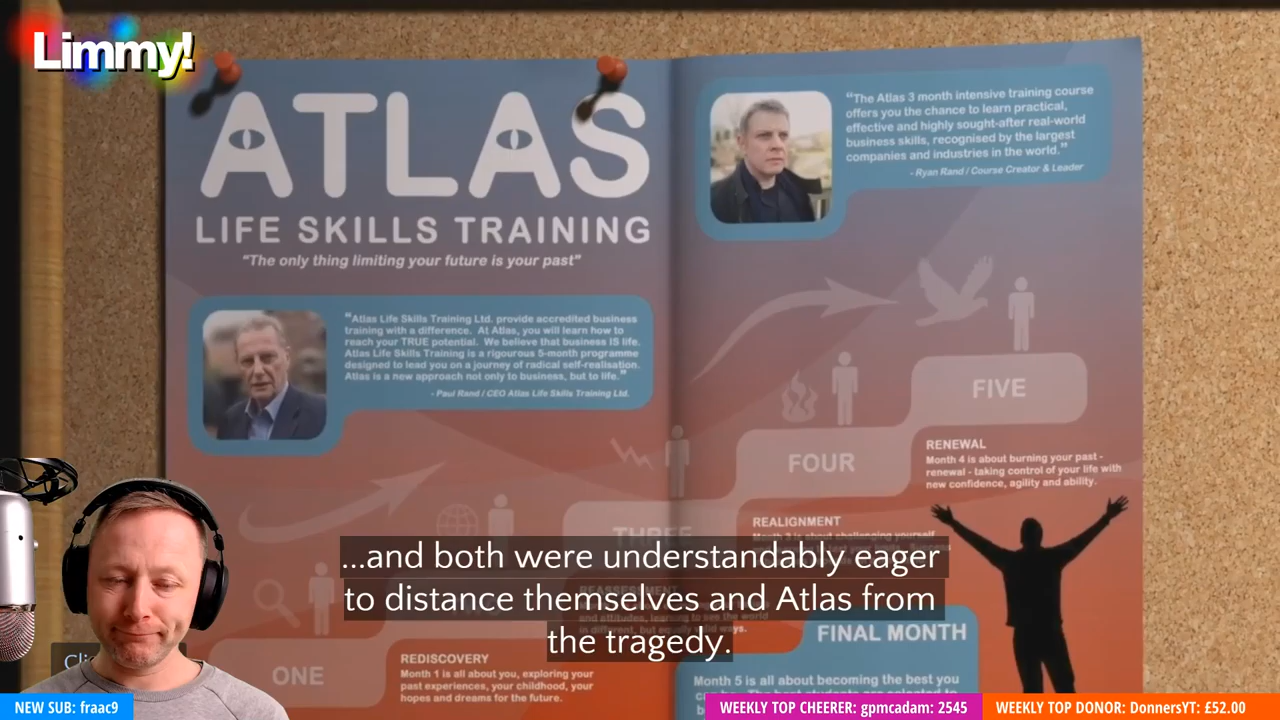 Limmy!
ATLAS
LIFE SKILLS TRAINING
“The only thing limiting your future is your past”
“Atlas Life Skills Training Ltd. provide accredited business
training with a difference. At Atlas, you will learn how to
reach your TRUE potential. We believe that business IS life.
Atlas Life Skills Training is a rigourous 5-month programme
designed to lead you on a journey of radical self-realisation.
Atlas is a new approach not only to business, but to life.”
- Paul Rand / CEO Atlas Life Skills Training Ltd.
“The Atlas 3 month intensive training course
offers you the chance to learn practical,
effective and highly sought-after real-world
business skills, recognised by the largest
companies and industries in the world.”
- Ryan Rand / Course Creator & Leader
FIVE
RENEWAL
Month 4 is about burning your past -
renewal - taking control of your life with
new confidence, agility and ability.
FOUR
REALIGNMENT
Month 3 is about challenging yourself
THREE
REASSESSMENT
ways.
ONE
REDISCOVERY
Month 1 is all about you, exploring your
past experiences, your childhood, your
hopes and dreams for the future.
FINAL MONTH
Month 5 is all about becoming the best you
...and both were understandably eager
to distance themselves and Atlas from
the tragedy.
NEW SUB: fraac9
WEEKLY TOP CHEERER: gpmcadam: 2545
WEEKLY TOP DONOR: DonnersYT: £52.00